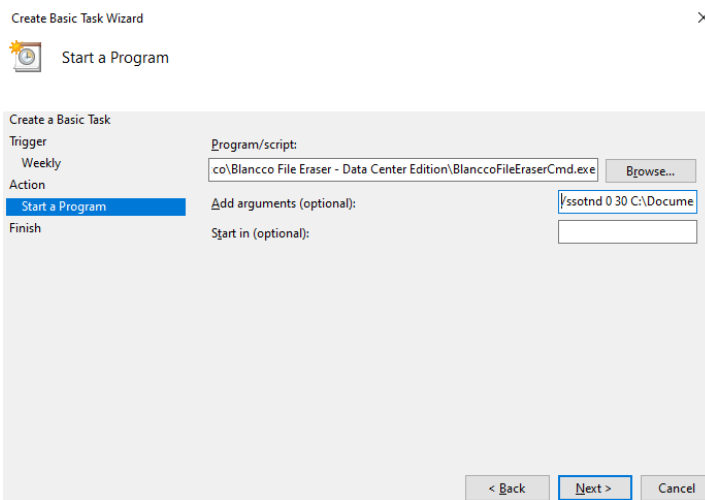 Create Basic Task Wizard
Start a Program
Create a Basic Task
Trigger
Weekly
Action
Start a Program
Finish
Program/script:
co\Blancco File Eraser - Data Center Edition\BlanccoFileEraserCmd.exe
Browse...
Add arguments (optional):
/ssotnd 0 30 C:\Docume
Start in (optional):
< Back
Next >
Cancel